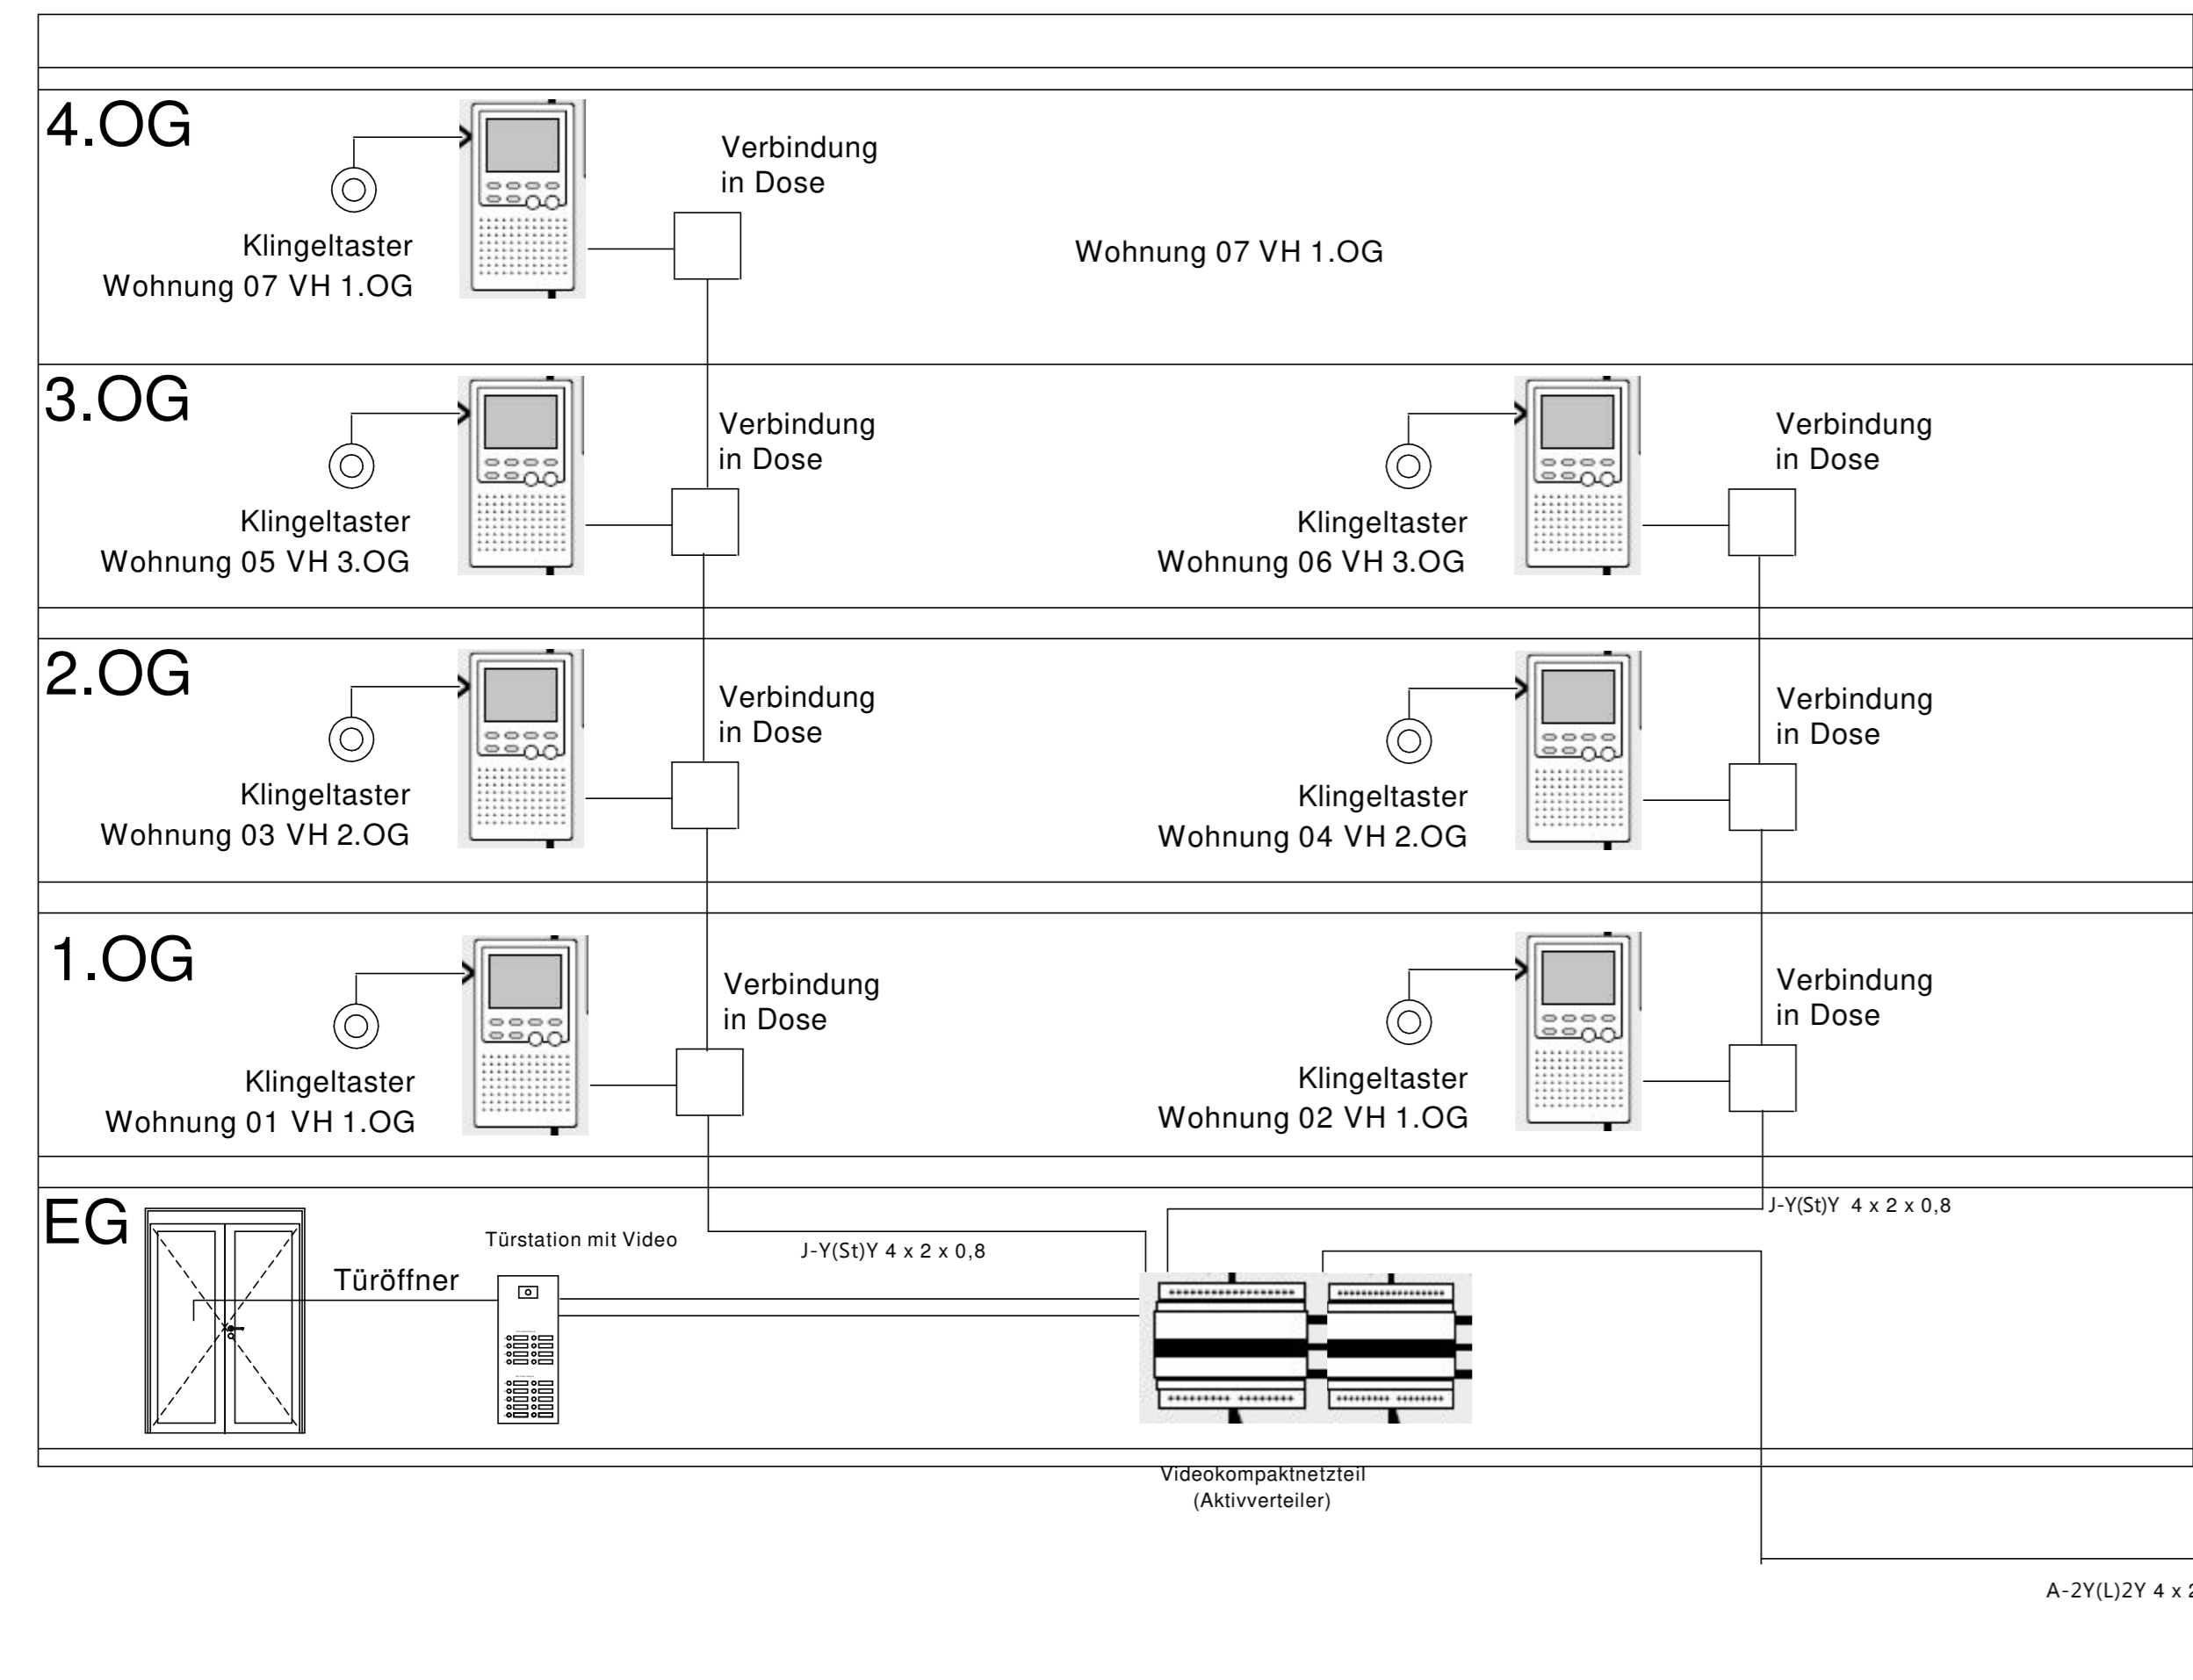 4.OG
Verbindung
in Dose
Klingeltaster
Wohnung 07 VH 1.OG
Wohnung 07 VH 1.OG
3.OG
Verbindung
in Dose
Klingeltaster
Wohnung 05 VH 3.OG
Verbindung
in Dose
Klingeltaster
Wohnung 06 VH 3.OG
2.OG
Verbindung
in Dose
Klingeltaster
Wohnung 03 VH 2.OG
Verbindung
in Dose
Klingeltaster
Wohnung 04 VH 2.OG
1.OG
Verbindung
in Dose
Klingeltaster
Wohnung 01 VH 1.OG
Verbindung
in Dose
Klingeltaster
Wohnung 02 VH 1.OG
EG
Türöffner
Türstation mit Video
J-Y(St)Y 4 x 2 x 0,8
J-Y(St)Y 4 x 2 x 0,8
Videokompaktnetzteil
(Aktivverteiler)
A-2Y(L)2Y 4 x 2